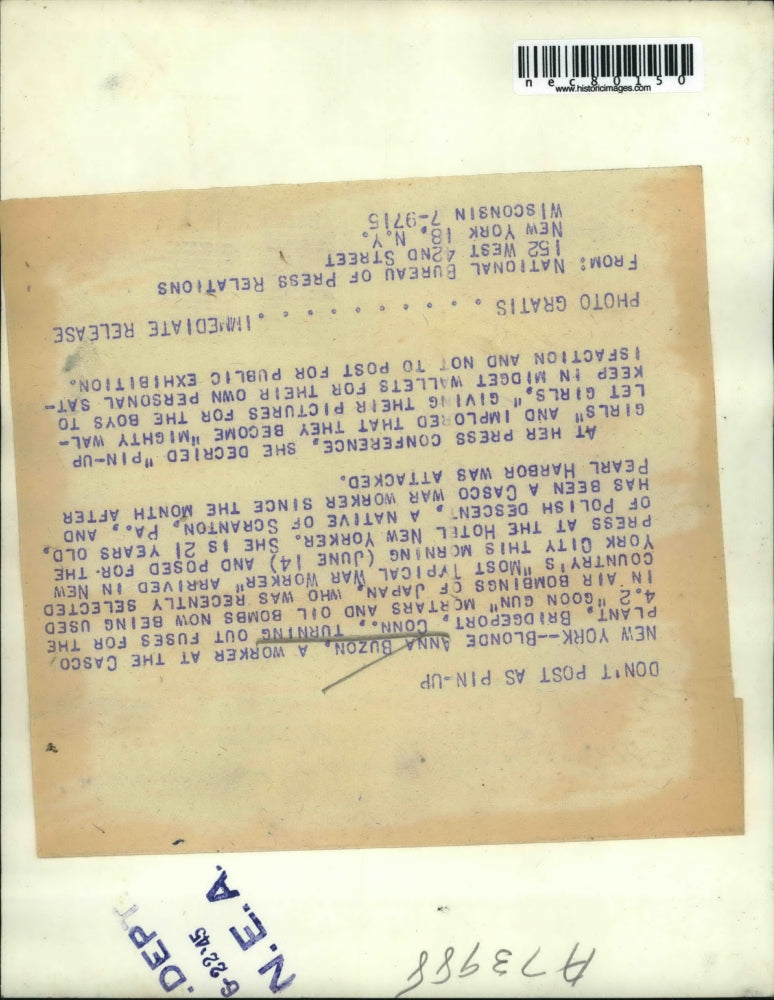 nec80150
www.historicimages.com
DON'T POST AS PIN-UP
NEW YORK--BLONDE ANNA BUZON, A WORKER AT THE CASCO
PLANT, BRIDGEPORT, CONN., TURNING OUT FUSES FOR THE
4.2 "GOON GUN" MORTARS AND OIL BOMBS NOW BEING USED
IN AIR BOMBINGS OF JAPAN, WHO WAS RECENTLY SELECTED
COUNTRY'S "MOST TYPICAL WAR WORKER" ARRIVED IN NEW
YORK CITY THIS MORNING (JUNE 14) AND POSED FOR THE
PRESS AT THE HOTEL NEW YORKER. SHE IS 21 YEARS OLD,
OF POLISH DESCENT, A NATIVE OF SCRANTON, PA., AND
HAS BEEN A CASCO WAR WORKER SINCE THE MONTH AFTER
PEARL HARBOR WAS ATTACKED.
AT HER PRESS CONFERENCE, SHE DECRIED "PIN-UP
GIRLS" AND IMPLORED THAT THEY BECOME "MIGHTY WAL-
LET GIRLS," GIVING THEIR PICTURES FOR THE BOYS TO
KEEP IN MIDGET WALLETS FOR THEIR OWN PERSONAL SAT-
ISFACTION AND NOT TO POST FOR PUBLIC EXHIBITION.
PHOTO GRATIS . . . . . . . . . . IMMEDIATE RELEASE
FROM: NATIONAL BUREAU OF PRESS RELATIONS
152 WEST 42ND STREET
NEW YORK 18, N.Y.
WISCONSIN 7-9715
DEPT.
6-22-45
N.E.A.
A73988